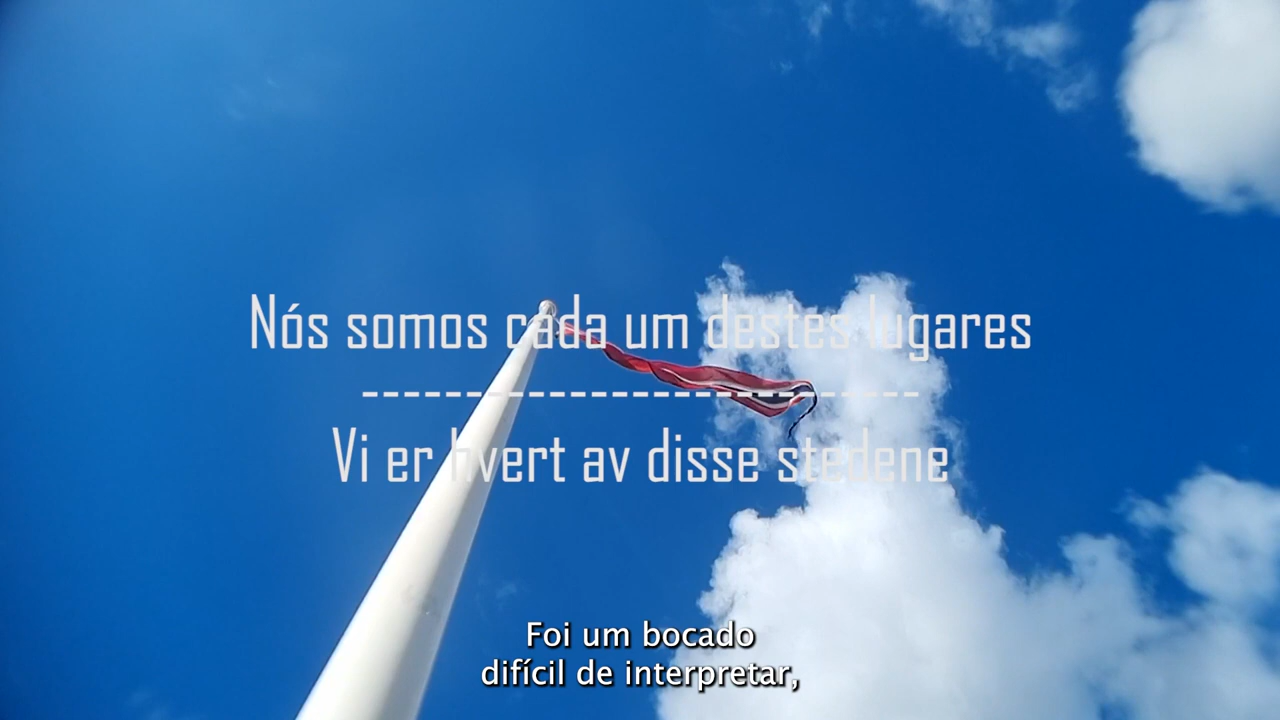 Nós somos cada um destes lugares
---------------------------
Vi er hvert av disse stedene
Foi um bocado
difícil de interpretar,